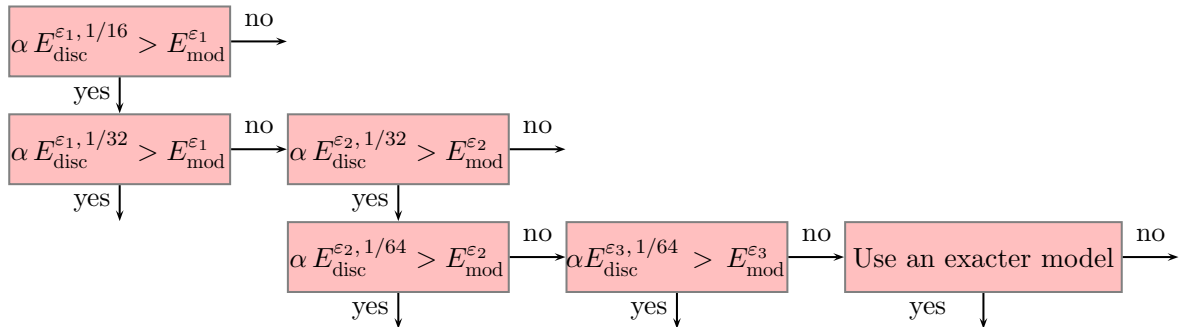 α E_disc^{ε₁, 1/16} > E_mod^{ε₁} no
yes
α E_disc^{ε₁, 1/32} > E_mod^{ε₁} no α E_disc^{ε₂, 1/32} > E_mod^{ε₂} no
yes yes
α E_disc^{ε₂, 1/64} > E_mod^{ε₂} no αE_disc^{ε₃, 1/64} > E_mod^{ε₃} no Use an exacter model no
yes yes yes